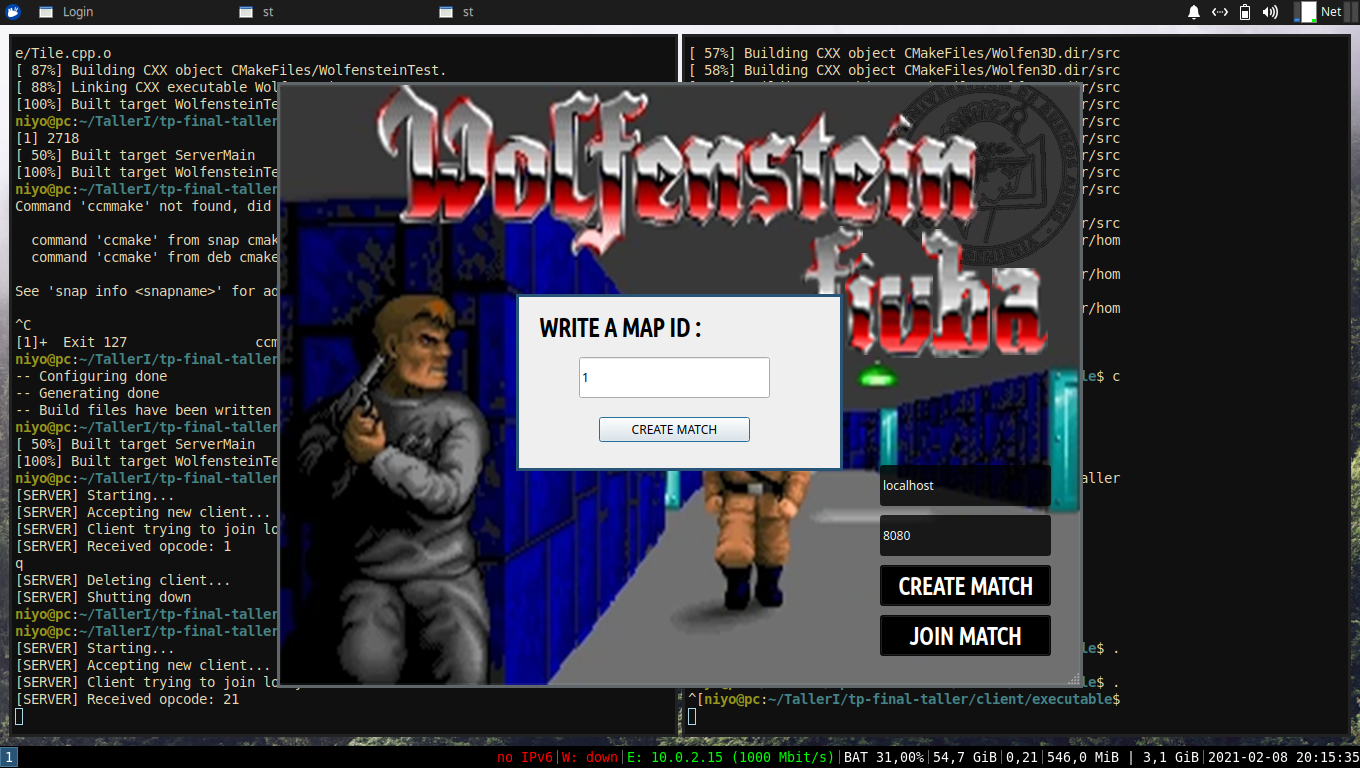 Login
st
st
Net
e/Tile.cpp.o
[ 87%] Building CXX object CMakeFiles/WolfensteinTest.
[ 88%] Linking CXX executable Wol
[100%] Built target WolfensteinTe
niyo@pc:~/TallerI/tp-final-taller
[1] 2718
[ 50%] Built target ServerMain
[100%] Built target WolfensteinTe
niyo@pc:~/TallerI/tp-final-taller
Command 'ccmmake' not found, did
command 'ccmake' from snap cmak
command 'ccmake' from deb cmake
See 'snap info <snapname>' for ad
^C
[1]+  Exit 127                 ccm
niyo@pc:~/TallerI/tp-final-taller
-- Configuring done
-- Generating done
-- Build files have been written
niyo@pc:~/TallerI/tp-final-taller
[ 50%] Built target ServerMain
[100%] Built target WolfensteinTe
niyo@pc:~/TallerI/tp-final-taller
[SERVER] Starting...
[SERVER] Accepting new client...
[SERVER] Client trying to join lo
[SERVER] Received opcode: 1
q
[SERVER] Deleting client...
[SERVER] Shutting down
niyo@pc:~/TallerI/tp-final-taller
niyo@pc:~/TallerI/tp-final-taller
[SERVER] Starting...
[SERVER] Accepting new client...
[SERVER] Client trying to join lo
[SERVER] Received opcode: 21
[ 57%] Building CXX object CMakeFiles/Wolfen3D.dir/src
[ 58%] Building CXX object CMakeFiles/Wolfen3D.dir/src
r/src
r/src
r/src
r/src
r/src
r/src
r/src
r/src
r/hom
r/hom
r/hom
le$ c
aller
le$ .
le$ .
^[niyo@pc:~/TallerI/tp-final-taller/client/executable$
Wolfenstein
fiuba
WRITE A MAP ID :
1
CREATE MATCH
localhost
8080
CREATE MATCH
JOIN MATCH
1
no IPv6|W: down|E: 10.0.2.15 (1000 Mbit/s)|BAT 31,00%|54,7 GiB|0,21|546,0 MiB | 3,1 GiB|2021-02-08 20:15:35